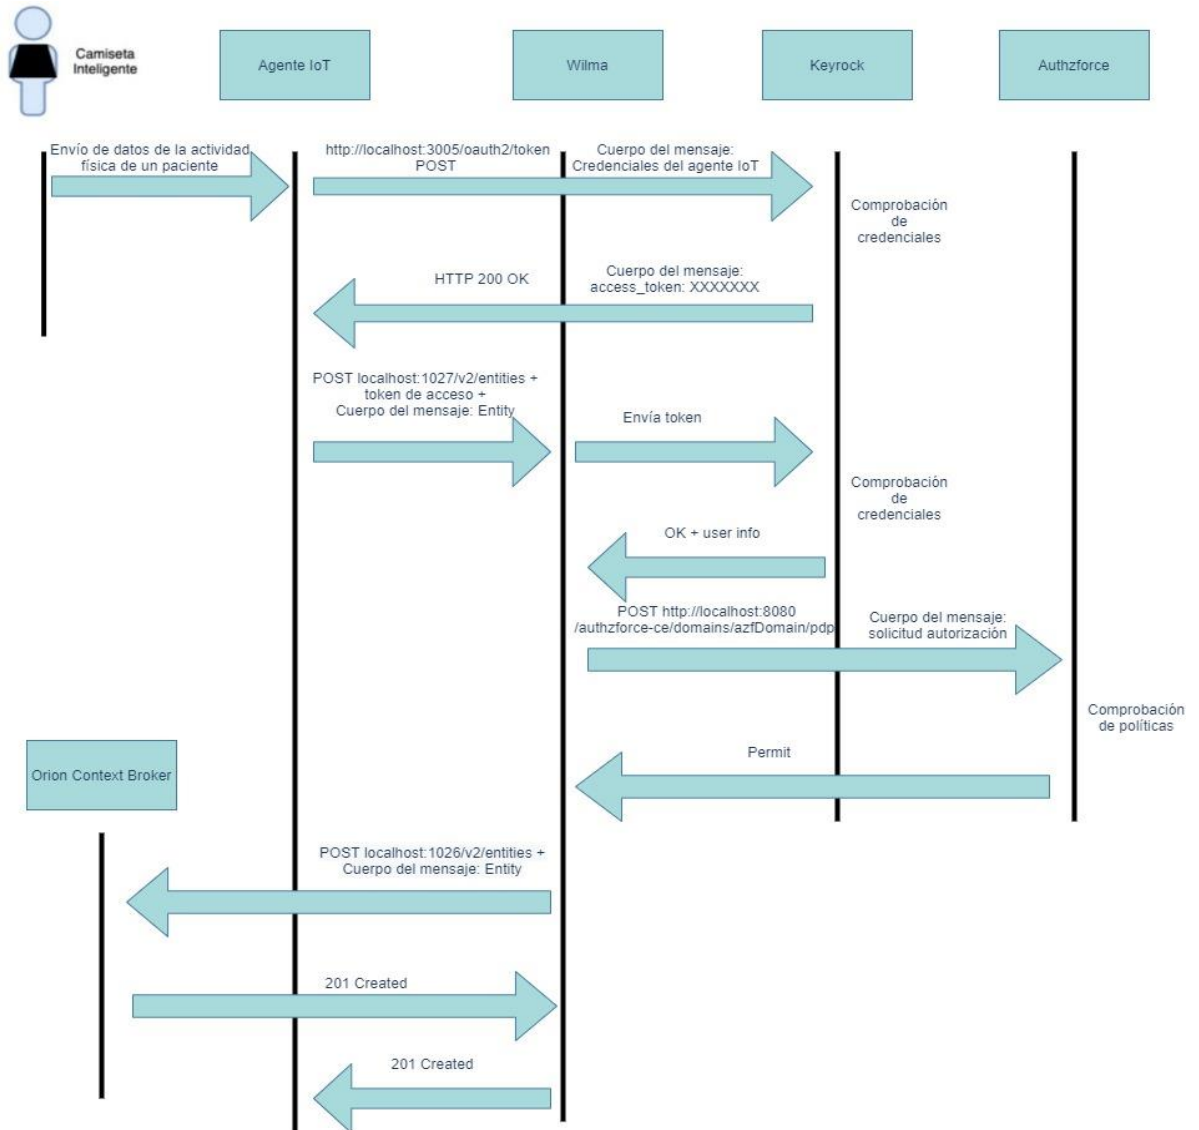 Camiseta
Inteligente
Agente IoT
Wilma
Keyrock
Authzforce
Envío de datos de la actividad
física de un paciente
http://localhost:3005/oauth2/token
POST
Cuerpo del mensaje:
Credenciales del agente IoT
Comprobación
de
credenciales
HTTP 200 OK
Cuerpo del mensaje:
access_token: XXXXXXX
POST localhost:1027/v2/entities +
token de acceso +
Cuerpo del mensaje: Entity
Envía token
Comprobación
de
credenciales
OK + user info
POST http://localhost:8080
/authzforce-ce/domains/azfDomain/pdp
Cuerpo del mensaje:
solicitud autorización
Comprobación
de políticas
Permit
Orion Context Broker
POST localhost:1026/v2/entities +
Cuerpo del mensaje: Entity
201 Created
201 Created